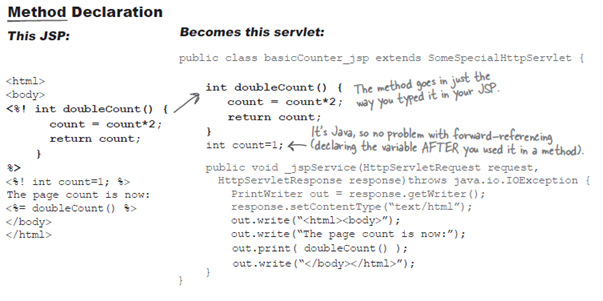 Method Declaration
This JSP:
<html>
<body>
<%! int doubleCount() {
count = count*2;
return count;
}
%>
<%! int count=1; %>
The page count is now:
<%= doubleCount() %>
</body>
</html>
Becomes this servlet:
public class basicCounter_jsp extends SomeSpecialHttpServlet {
int doubleCount() {
count = count*2;
return count;
}
The method goes in just the
way you typed it in your JSP.
It's Java, so no problem with forward-referencing
(declaring the variable AFTER you used it in a method).
int count=1;
public void _jspService(HttpServletRequest request,
HttpServletResponse response)throws java.io.IOException {
PrintWriter out = response.getWriter();
response.setContentType(“text/html”);
out.write(“<html><body>”);
out.write(“The page count is now:”);
out.print( doubleCount() );
out.write(“</body></html>”);
}
}